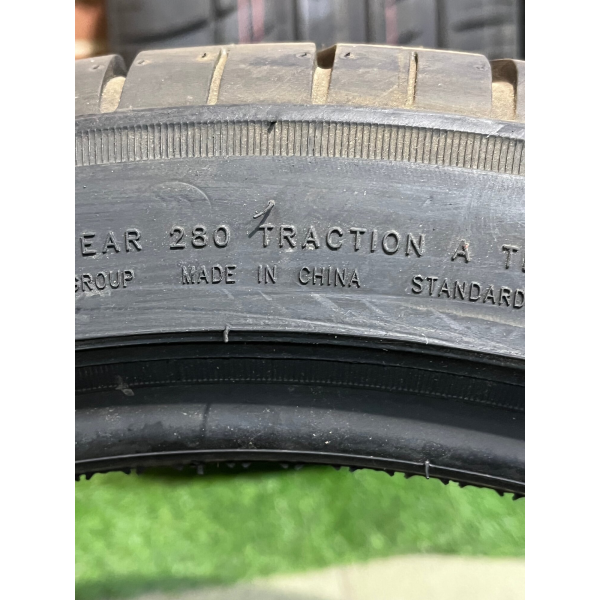 EAR 280 TRACTION A T
GROUP MADE IN CHINA STANDARD